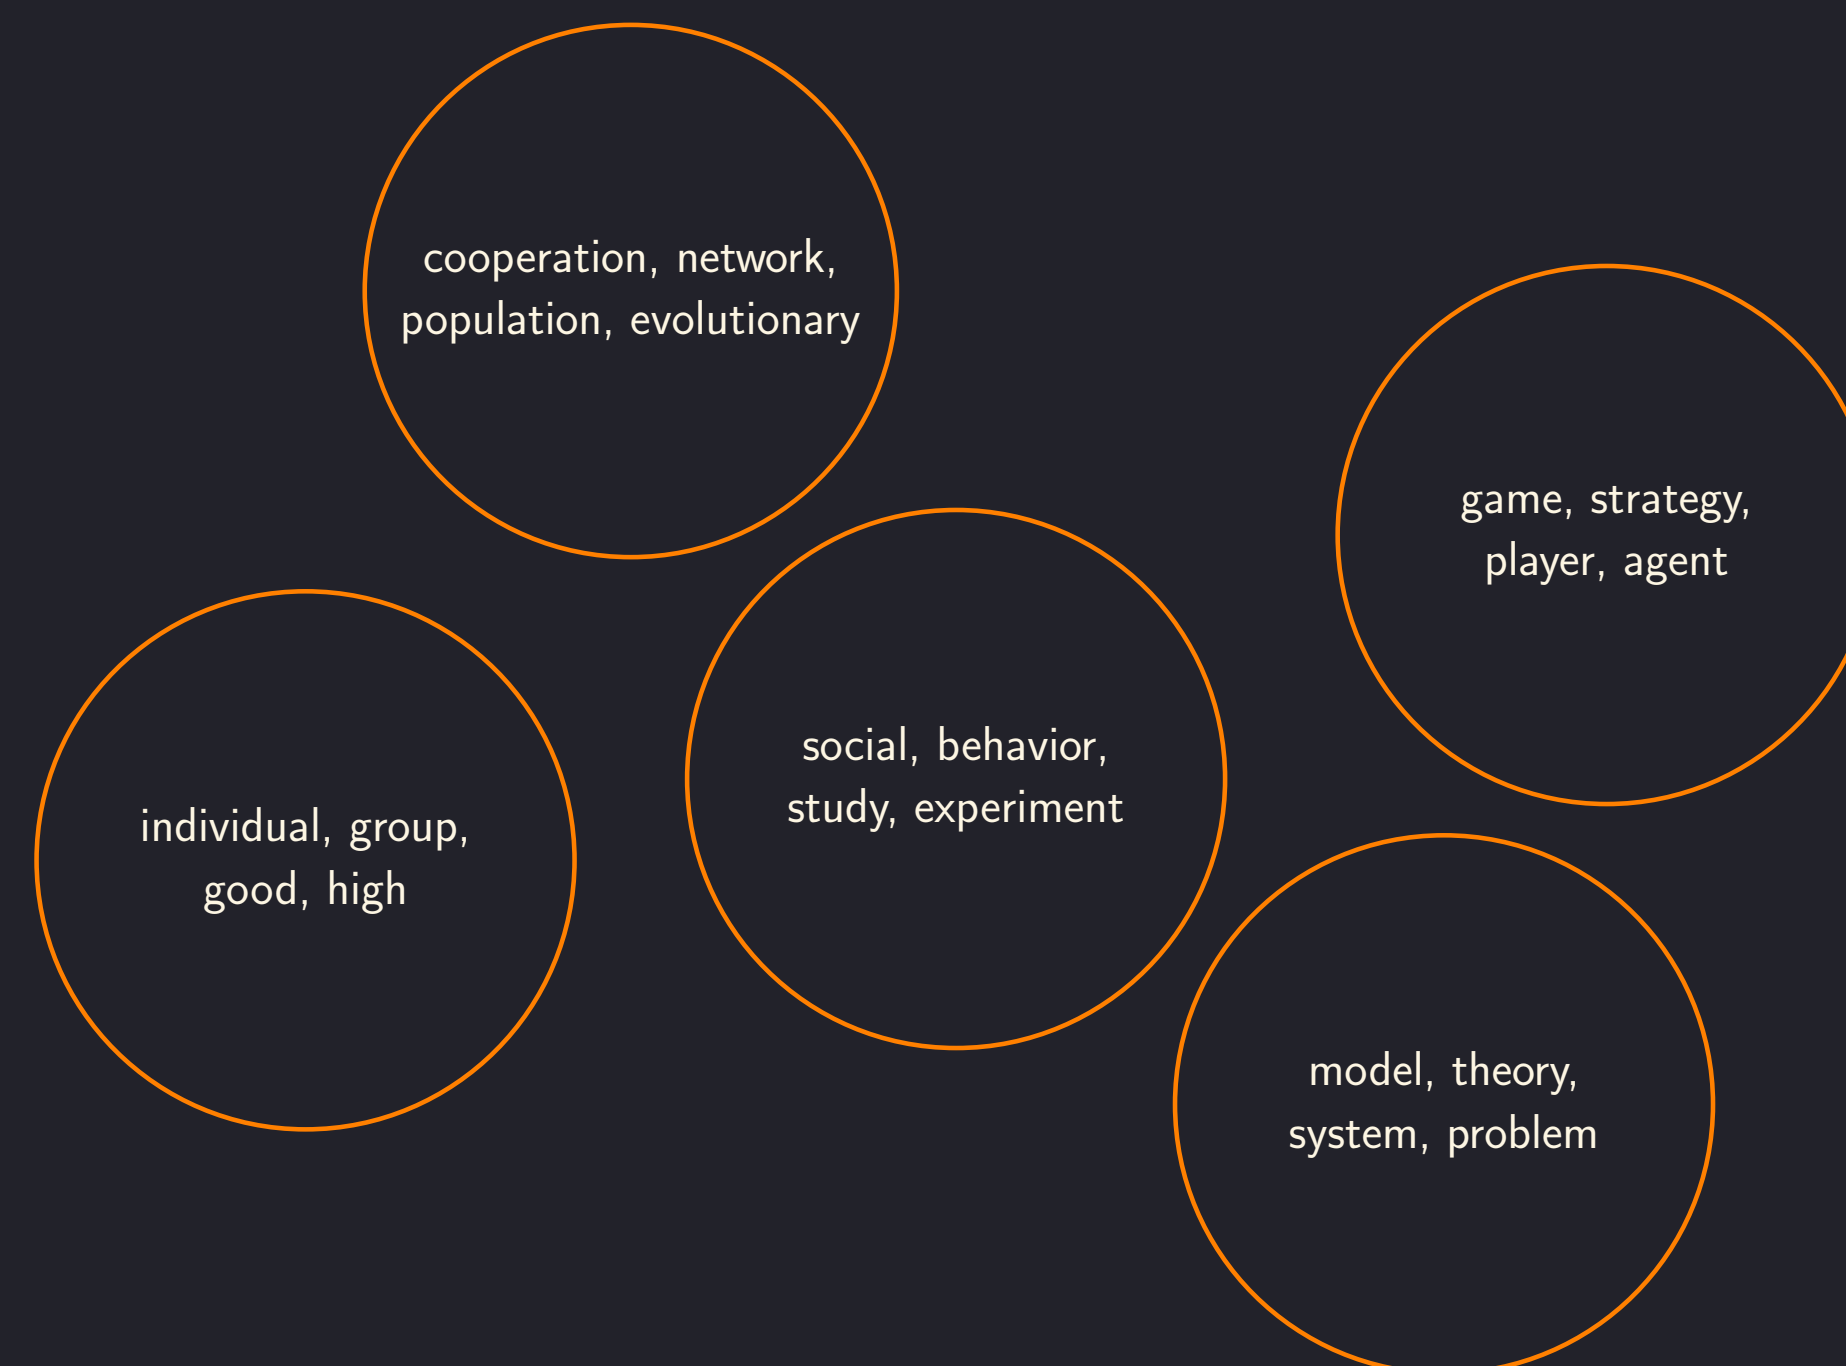 cooperation, network,
population, evolutionary
game, strategy,
player, agent
social, behavior,
study, experiment
individual, group,
good, high
model, theory,
system, problem